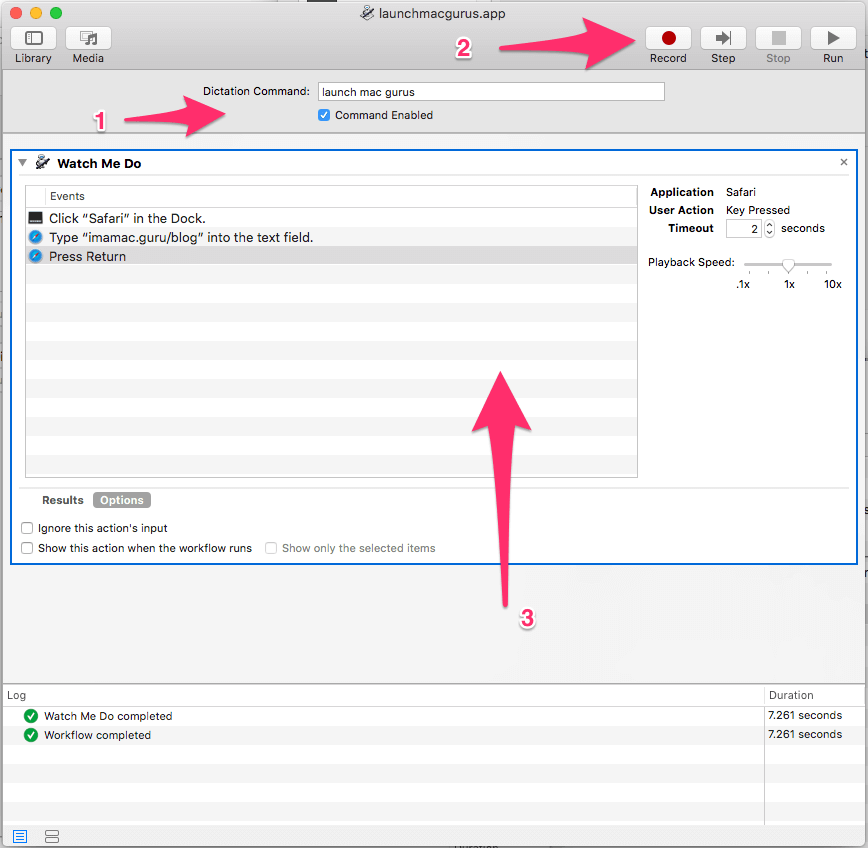 launchmacgurus.app
Library Media Record Step Stop Run
2
Dictation Command: launch mac gurus
1
Command Enabled
Watch Me Do
Events
Click “Safari” in the Dock.
Type “imamac.guru/blog” into the text field.
Press Return
Application Safari
User Action Key Pressed
Timeout 2 seconds
Playback Speed:
.1x 1x 10x
Results Options
Ignore this action's input
Show this action when the workflow runs Show only the selected items
3
Log Duration
Watch Me Do completed 7.261 seconds
Workflow completed 7.261 seconds